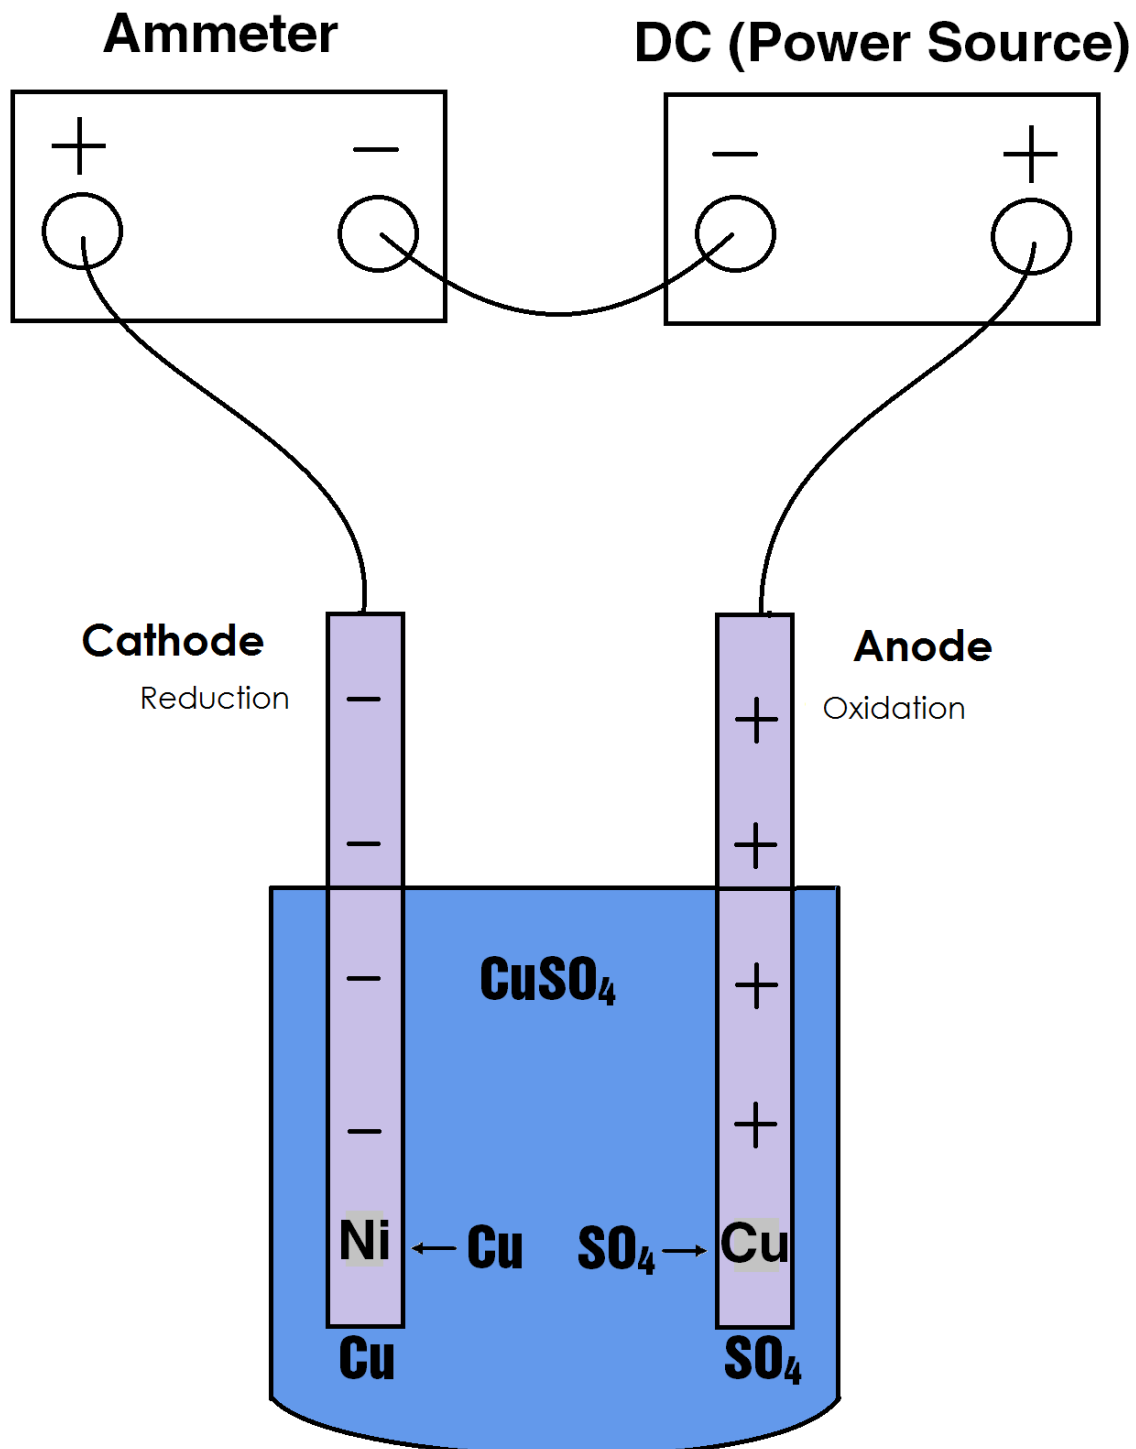 Ammeter
DC (Power Source)
+ −
− +
Cathode
Reduction
Anode
Oxidation
−
+
−
+
CuSO₄
−
+
−
+
Ni ← Cu
SO₄ → Cu
Cu
SO₄